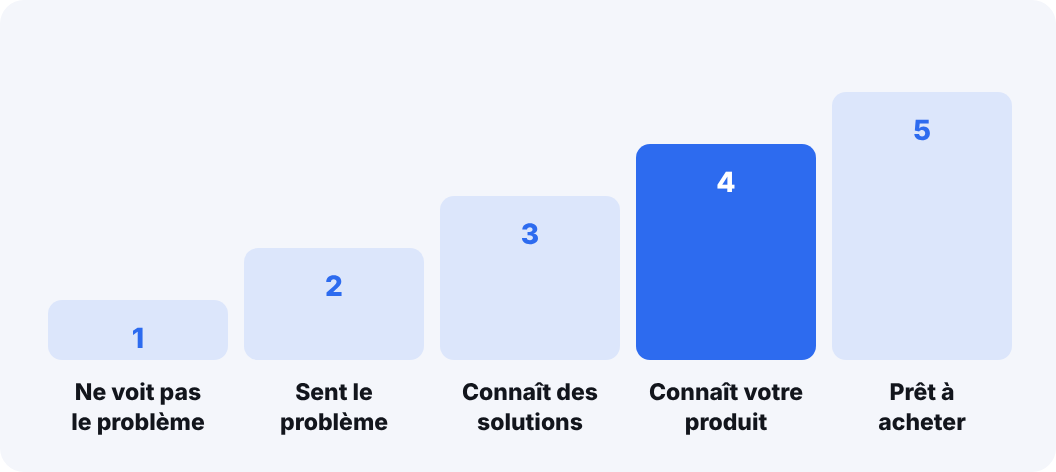 1
2
3
4
5
Ne voit pas
le problème
Sent le
problème
Connaît des
solutions
Connaît votre
produit
Prêt à
acheter